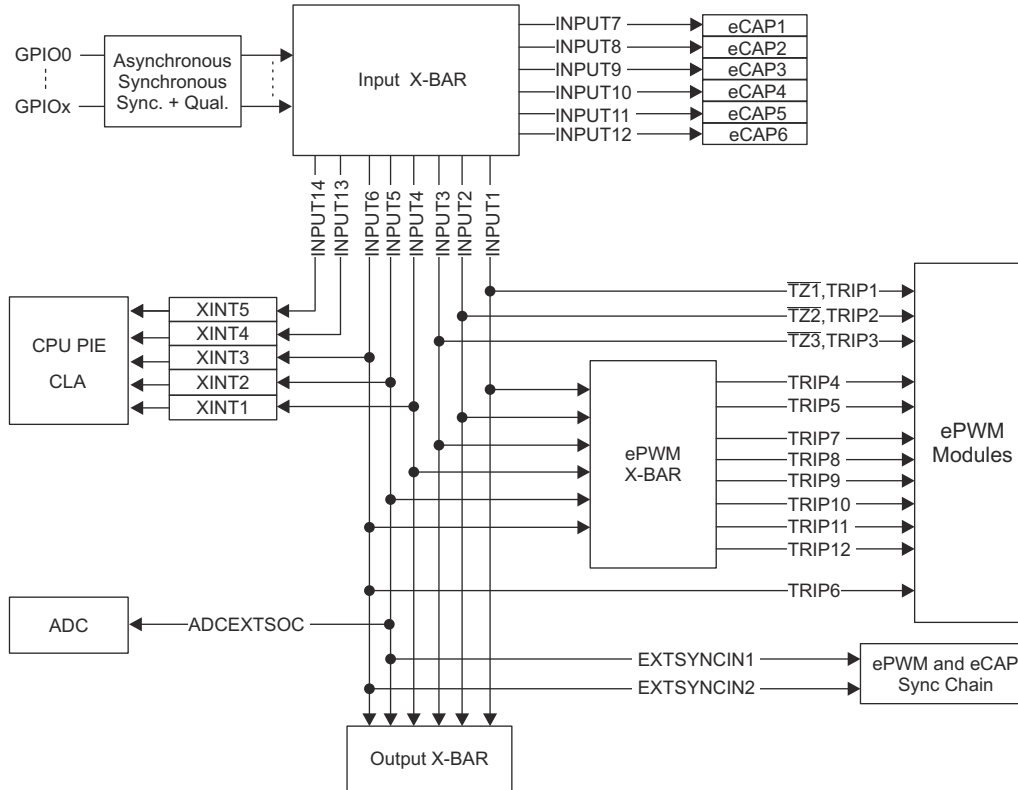 GPIO0
GPIOx
Asynchronous
Synchronous
Sync. + Qual.
Input X-BAR
INPUT7
INPUT8
INPUT9
INPUT10
INPUT11
INPUT12
eCAP1
eCAP2
eCAP3
eCAP4
eCAP5
eCAP6
INPUT14
INPUT13
INPUT6
INPUT5
INPUT4
INPUT3
INPUT2
INPUT1
CPU PIE
CLA
XINT5
XINT4
XINT3
XINT2
XINT1
TZ1,TRIP1
TZ2,TRIP2
TZ3,TRIP3
ePWM
X-BAR
TRIP4
TRIP5
TRIP7
TRIP8
TRIP9
TRIP10
TRIP11
TRIP12
TRIP6
ePWM
Modules
ADC
ADCEXTSOC
EXTSYNCIN1
EXTSYNCIN2
ePWM and eCAP
Sync Chain
Output X-BAR